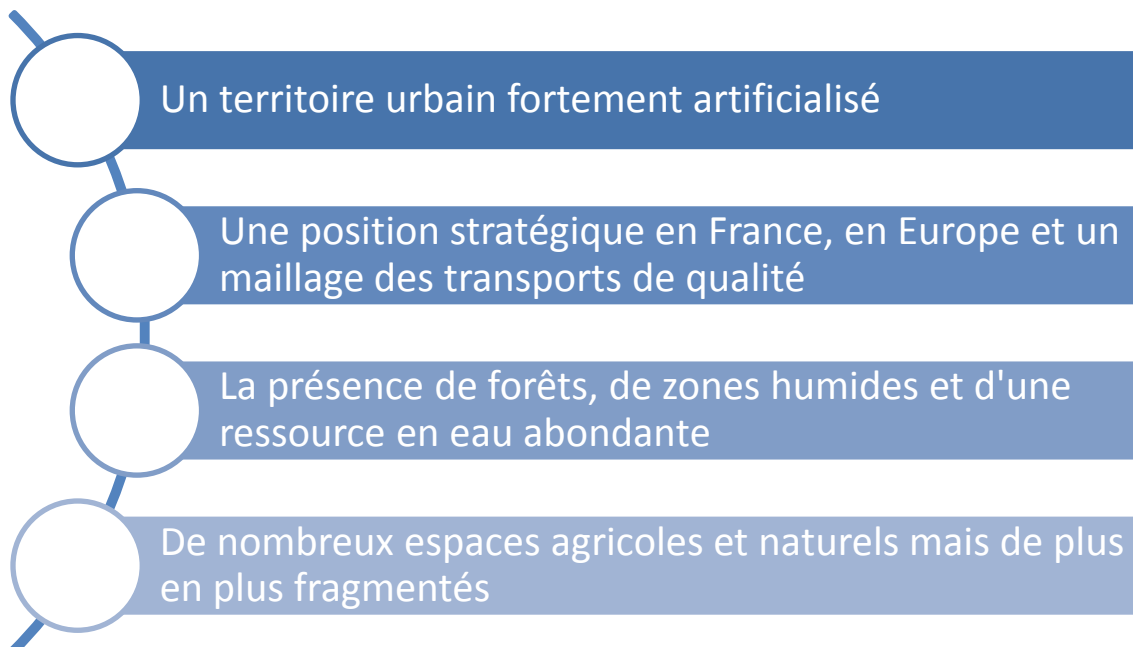 Un territoire urbain fortement artificialisé
Une position stratégique en France, en Europe et un
maillage des transports de qualité
La présence de forêts, de zones humides et d'une
ressource en eau abondante
De nombreux espaces agricoles et naturels mais de plus
en plus fragmentés